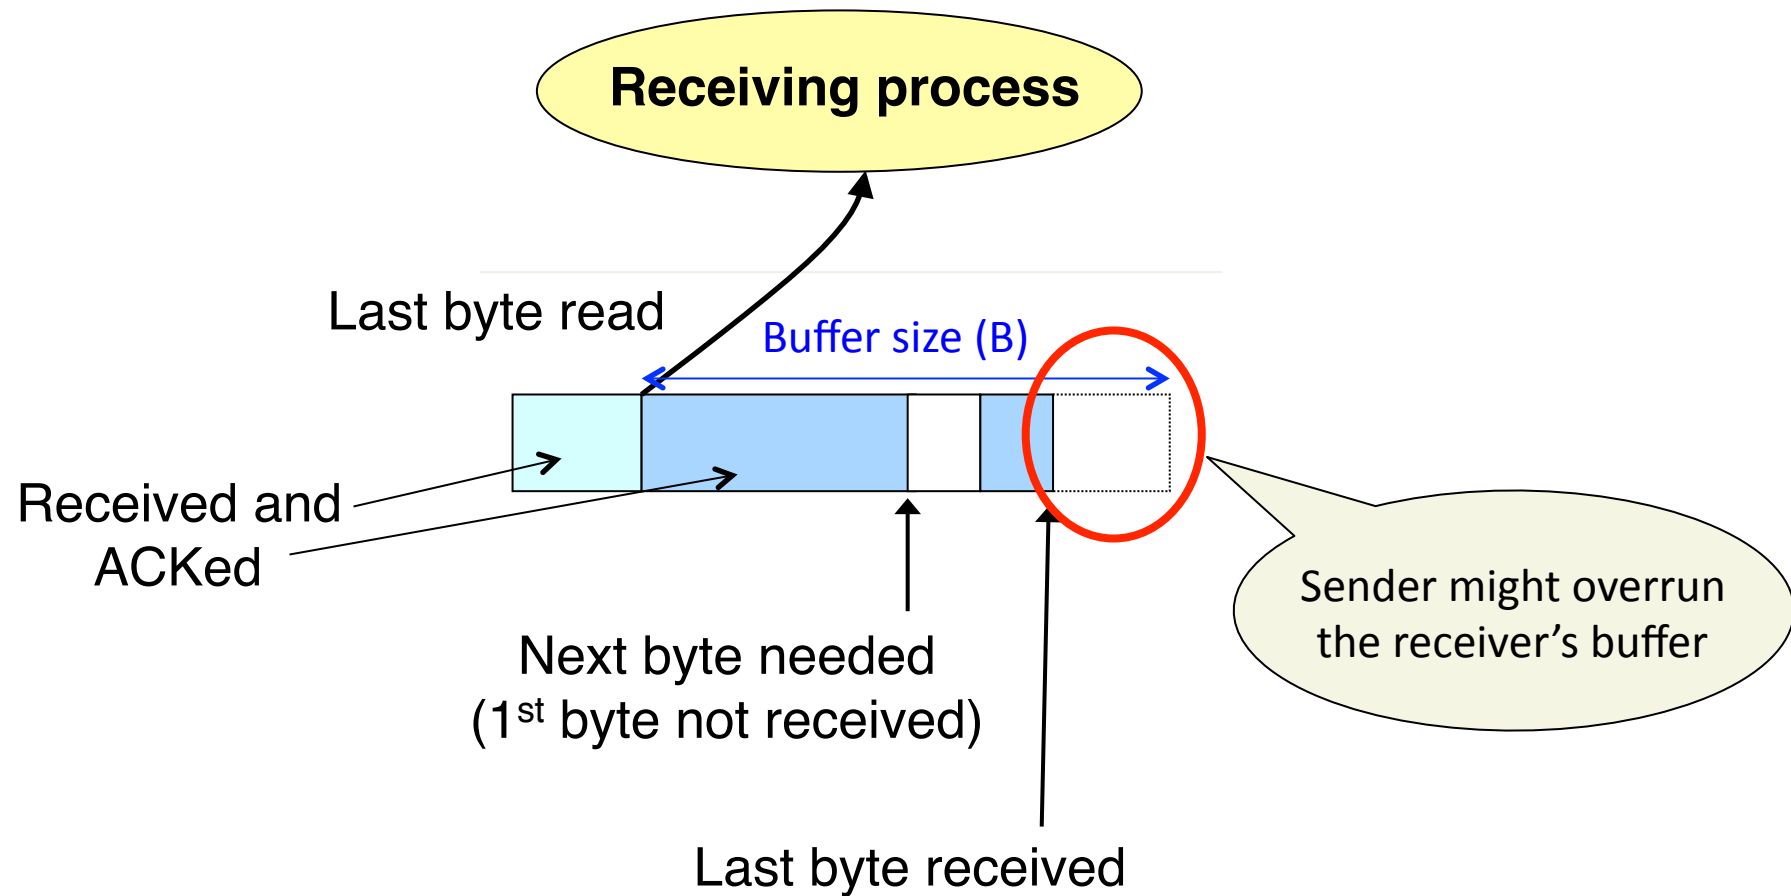 Receiving process
Last byte read
Buffer size (B)
Received and
ACKed
Sender might overrun
the receiver’s buffer
Next byte needed
(1st byte not received)
Last byte received